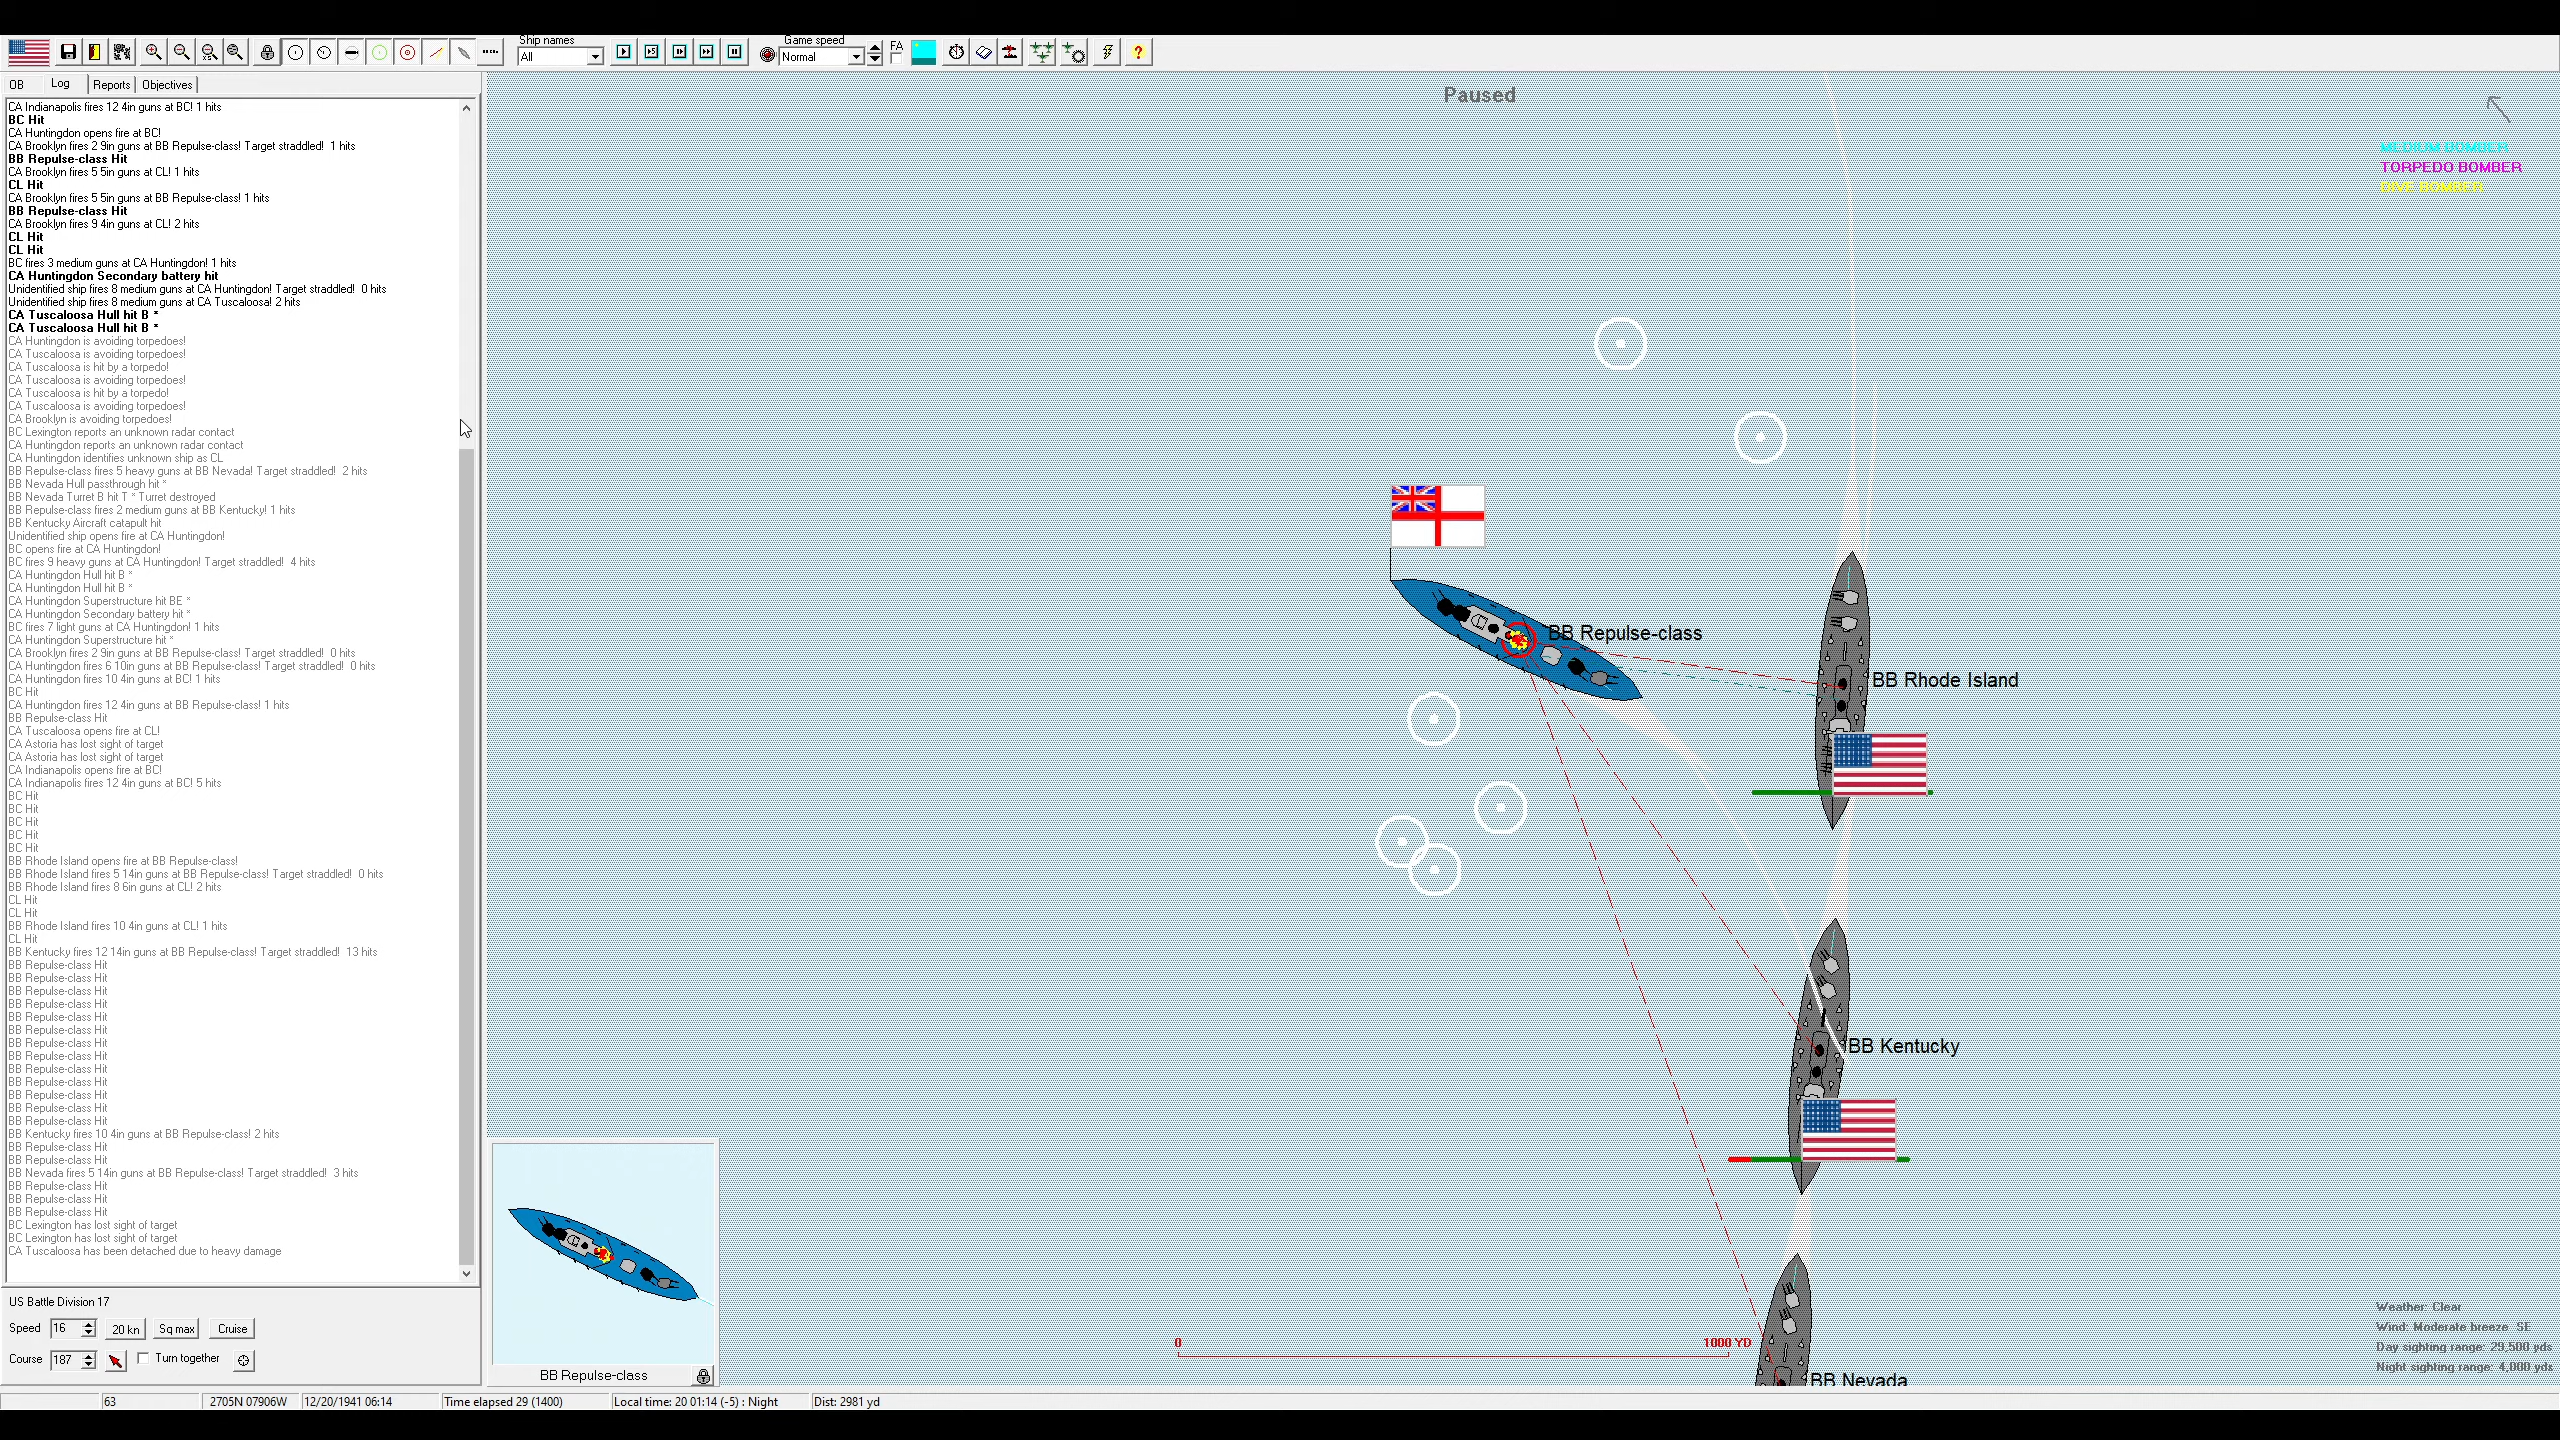 Ship names
Game speed
FA
All
Normal
OB
Log
Reports
Objectives
CA Indianapolis fires 12 4in guns at BC! 1 hits
BC Hit
CA Huntingdon opens fire at BC!
CA Brooklyn fires 2 9in guns at BB Repulse-class! Target straddled!  1 hits
BB Repulse-class Hit
CA Brooklyn fires 5 5in guns at CL! 1 hits
CL Hit
CA Brooklyn fires 5 5in guns at BB Repulse-class! 1 hits
BB Repulse-class Hit
CA Brooklyn fires 9 4in guns at CL! 2 hits
CL Hit
CL Hit
BC fires 3 medium guns at CA Huntingdon! 1 hits
CA Huntingdon Secondary battery hit
Unidentified ship fires 8 medium guns at CA Huntingdon! Target straddled!  0 hits
Unidentified ship fires 8 medium guns at CA Tuscaloosa! 2 hits
CA Tuscaloosa Hull hit B *
CA Tuscaloosa Hull hit B *
CA Huntingdon is avoiding torpedoes!
CA Tuscaloosa is avoiding torpedoes!
CA Tuscaloosa is hit by a torpedo!
CA Tuscaloosa is avoiding torpedoes!
CA Tuscaloosa is hit by a torpedo!
CA Tuscaloosa is avoiding torpedoes!
CA Brooklyn is avoiding torpedoes!
BC Lexington reports an unknown radar contact
CA Huntingdon reports an unknown radar contact
CA Huntingdon identifies unknown ship as CL
BB Repulse-class fires 5 heavy guns at BB Nevada! Target straddled!  2 hits
BB Nevada Hull passthrough hit *
BB Nevada Turret B hit T * Turret destroyed
BB Repulse-class fires 2 medium guns at BB Kentucky! 1 hits
BB Kentucky Aircraft catapult hit
Unidentified ship opens fire at CA Huntingdon!
BC opens fire at CA Huntingdon!
BC fires 9 heavy guns at CA Huntingdon! Target straddled!  4 hits
CA Huntingdon Hull hit B *
CA Huntingdon Hull hit B *
CA Huntingdon Superstructure hit BE *
CA Huntingdon Secondary battery hit *
BC fires 7 light guns at CA Huntingdon! 1 hits
CA Huntingdon Superstructure hit *
CA Brooklyn fires 2 9in guns at BB Repulse-class! Target straddled!  0 hits
CA Huntingdon fires 6 10in guns at BB Repulse-class! Target straddled!  0 hits
CA Huntingdon fires 10 4in guns at BC! 1 hits
BC Hit
CA Huntingdon fires 12 4in guns at BB Repulse-class! 1 hits
BB Repulse-class Hit
CA Tuscaloosa opens fire at CL!
CA Astoria has lost sight of target
CA Astoria has lost sight of target
CA Indianapolis opens fire at BC!
CA Indianapolis fires 12 4in guns at BC! 5 hits
BC Hit
BC Hit
BC Hit
BC Hit
BC Hit
BB Rhode Island opens fire at BB Repulse-class!
BB Rhode Island fires 5 14in guns at BB Repulse-class! Target straddled!  0 hits
BB Rhode Island fires 8 6in guns at CL! 2 hits
CL Hit
CL Hit
BB Rhode Island fires 10 4in guns at CL! 1 hits
CL Hit
BB Kentucky fires 12 14in guns at BB Repulse-class! Target straddled!  13 hits
BB Repulse-class Hit
BB Repulse-class Hit
BB Repulse-class Hit
BB Repulse-class Hit
BB Repulse-class Hit
BB Repulse-class Hit
BB Repulse-class Hit
BB Repulse-class Hit
BB Repulse-class Hit
BB Repulse-class Hit
BB Repulse-class Hit
BB Repulse-class Hit
BB Repulse-class Hit
BB Kentucky fires 10 4in guns at BB Repulse-class! 2 hits
BB Repulse-class Hit
BB Repulse-class Hit
BB Nevada fires 5 14in guns at BB Repulse-class! Target straddled!  3 hits
BB Repulse-class Hit
BB Repulse-class Hit
BB Repulse-class Hit
BC Lexington has lost sight of target
BC Lexington has lost sight of target
CA Tuscaloosa has been detached due to heavy damage
US Battle Division 17
Speed 16 20 kn Sq max Cruise
Course 187 Turn together
Paused
MEDIUM BOMBER
TORPEDO BOMBER
DIVE BOMBER
BB Repulse-class
BB Rhode Island
BB Kentucky
BB Nevada
0 1000 YD
BB Repulse-class
Weather: Clear
Wind: Moderate breeze  SE
Day sighting range: 29,500 yds
Night sighting range: 4,000 yds
63 2705N 07906W 12/20/1941 06:14 Time elapsed 29 (1400) Local time: 20 01:14 (-5) : Night Dist: 2981 yd